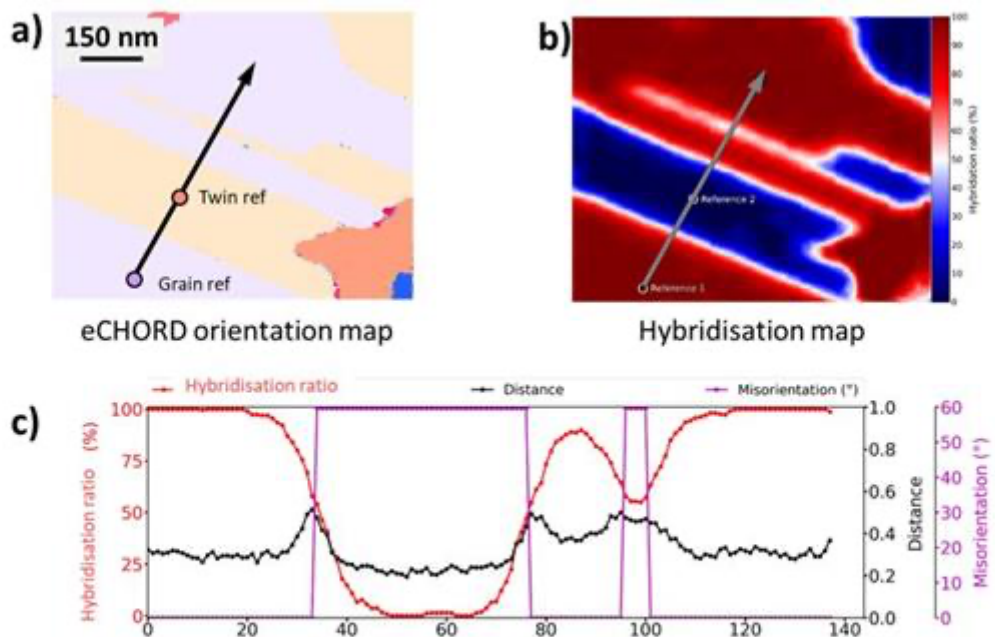 a)
150 nm
Twin ref
Grain ref
eCHORD orientation map
b)
Reference 2
Reference 1
100
90
80
70
60
50
40
30
20
10
0
Hybridation ratio (%)
Hybridisation map
c)
Hybridisation ratio
Distance
Misorientation (°)
Hybridisation ratio (%)
100
75
50
25
0
1.0
0.8
0.6
0.4
0.2
0.0
Distance
60
50
40
30
20
10
0
Misorientation (°)
0 20 40 60 80 100 120 140